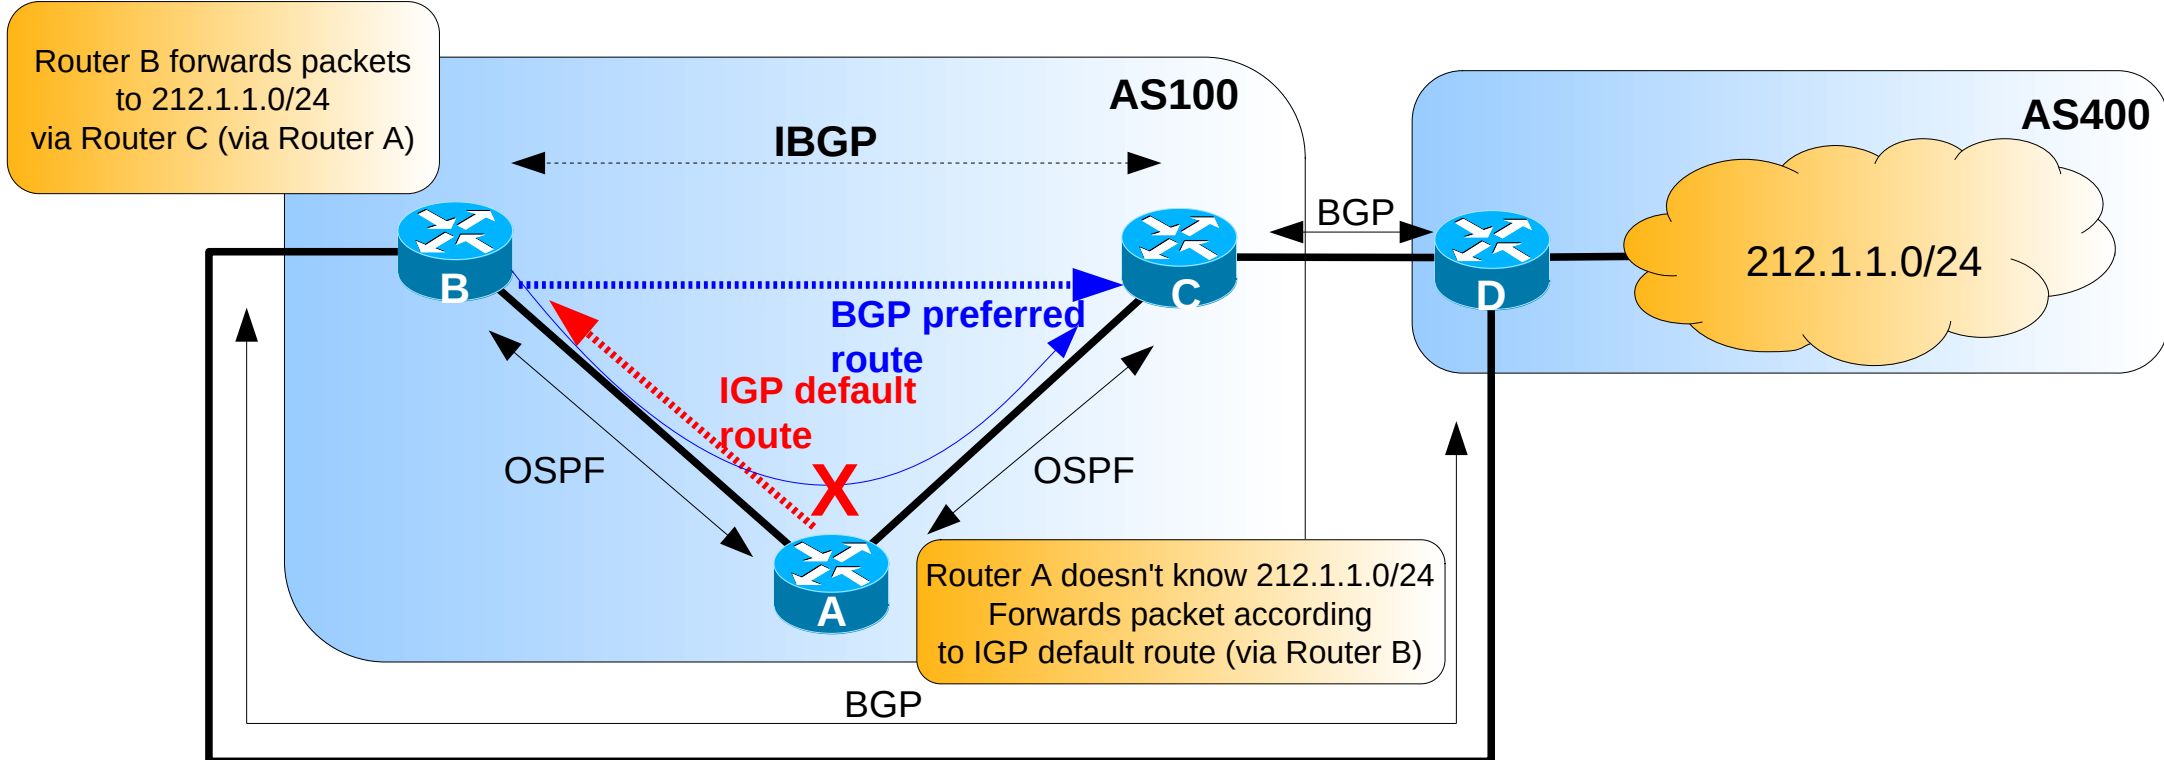 Router B forwards packets
to 212.1.1.0/24
via Router C (via Router A)
AS100
AS400
IBGP
BGP
212.1.1.0/24
B
C
D
BGP preferred
route
IGP default
route
OSPF
X
OSPF
A
Router A doesn't know 212.1.1.0/24
Forwards packet according
to IGP default route (via Router B)
BGP